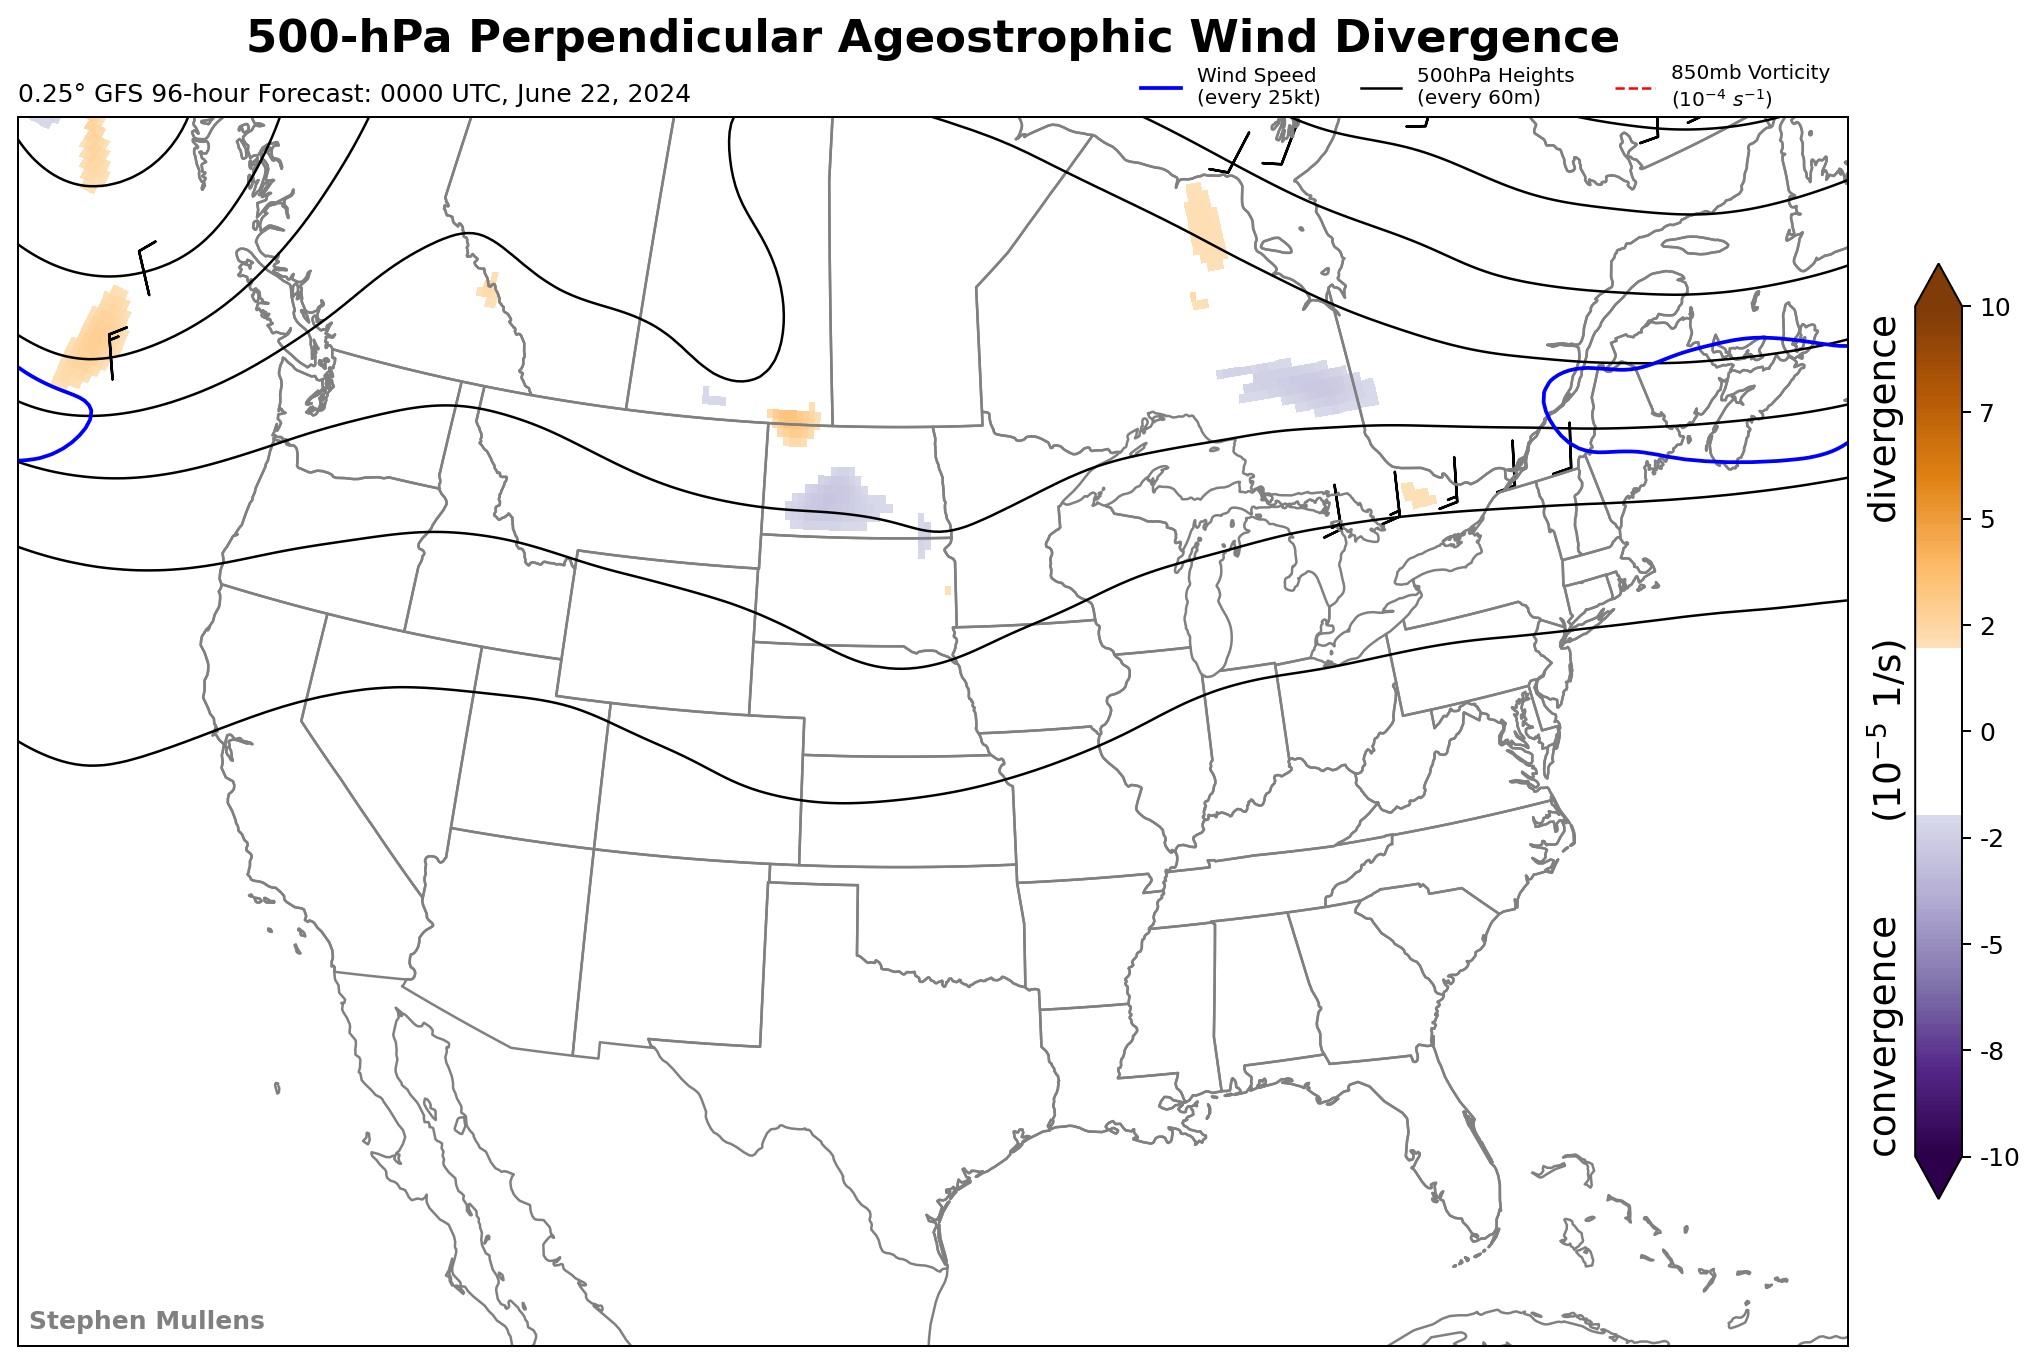 500-hPa Perpendicular Ageostrophic Wind Divergence
0.25° GFS 96-hour Forecast: 0000 UTC, June 22, 2024
Wind Speed
(every 25kt)
500hPa Heights
(every 60m)
850mb Vorticity
(10⁻⁴ s⁻¹)
10
7
5
2
0
-2
-5
-8
-10
convergence (10⁻⁵ 1/s) divergence
Stephen Mullens